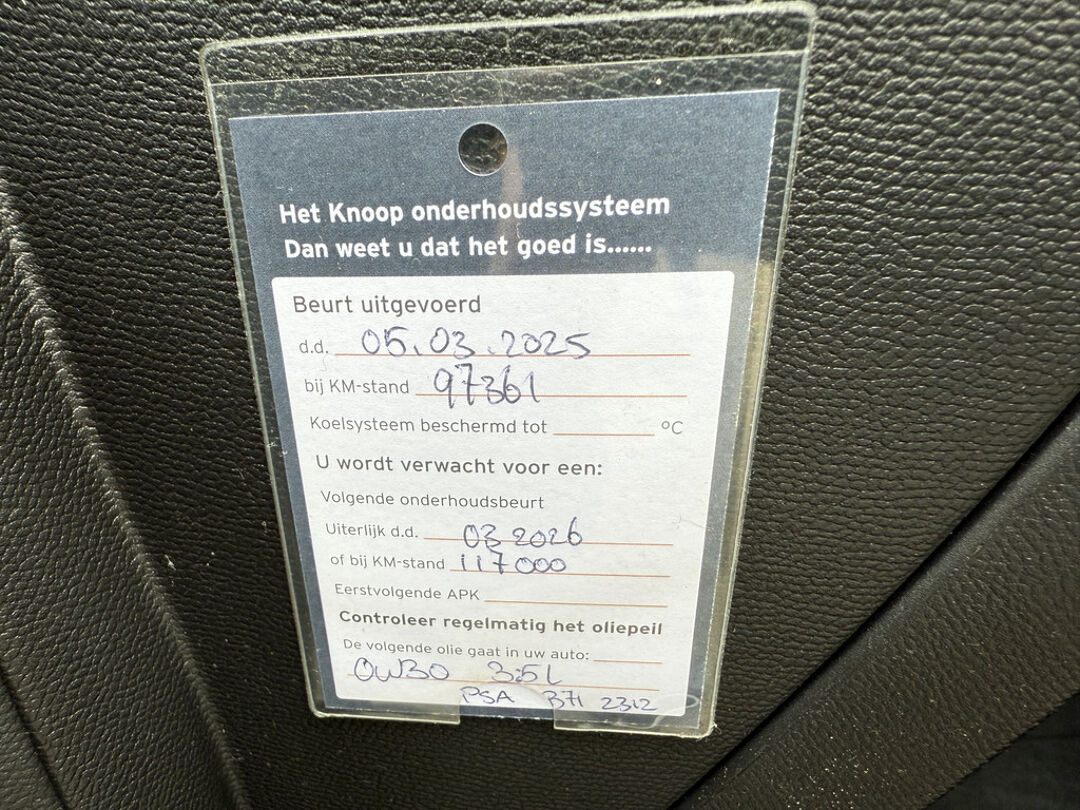 Het Knoop onderhoudssysteem
Dan weet u dat het goed is......
Beurt uitgevoerd
d.d. 05.03.2025
bij KM-stand 97361
Koelsysteem beschermd tot °C
U wordt verwacht voor een:
Volgende onderhoudsbeurt
Uiterlijk d.d. 03 2026
of bij KM-stand 117000
Eerstvolgende APK
Controleer regelmatig het oliepeil
De volgende olie gaat in uw auto:
0W30 3.5L
PSA B71 2312